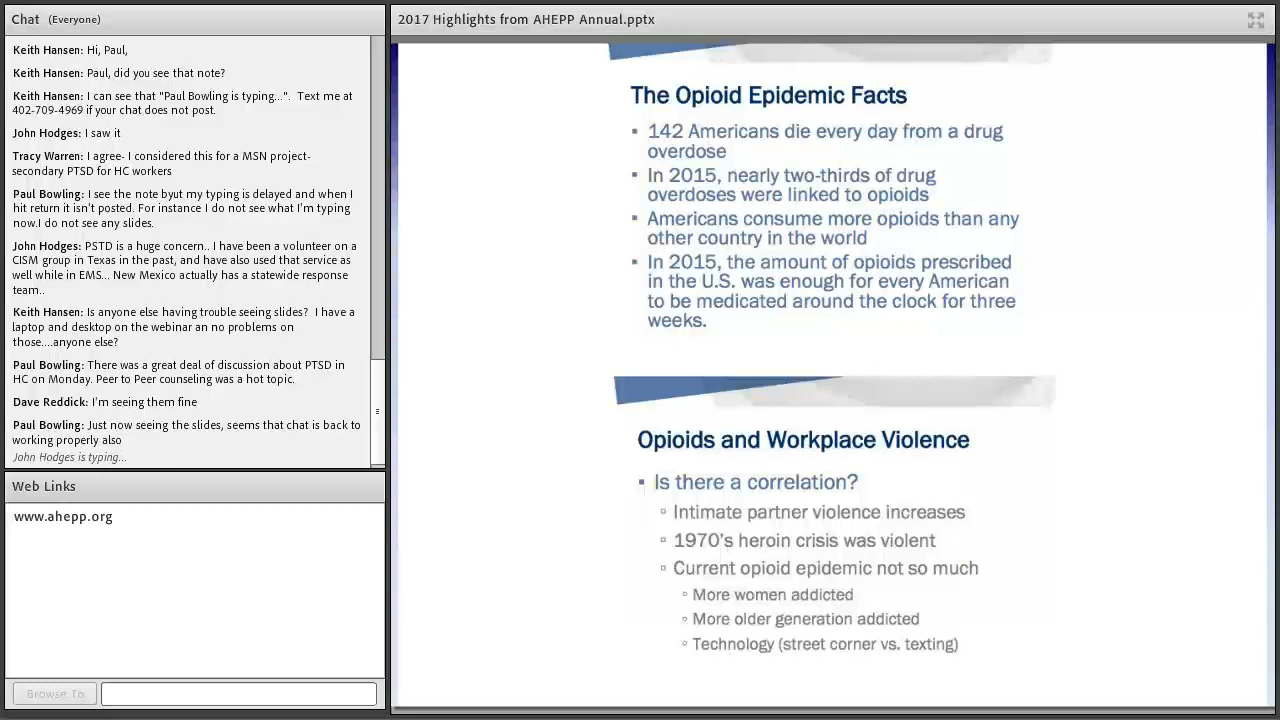 Chat (Everyone)
Keith Hansen: Hi, Paul,
Keith Hansen: Paul, did you see that note?
Keith Hansen: I can see that "Paul Bowling is typing...". Text me at
402-709-4969 if your chat does not post.
John Hodges: I saw it
Tracy Warren: I agree- I considered this for a MSN project-
secondary PTSD for HC workers
Paul Bowling: I see the note byut my typing is delayed and when I
hit return it isn't posted. For instance I do not see what I'm typing
now.I do not see any slides.
John Hodges: PSTD is a huge concern.. I have been a volunteer on a
CISM group in Texas in the past, and have also used that service as
well while in EMS... New Mexico actually has a statewide response
team..
Keith Hansen: Is anyone else having trouble seeing slides? I have a
laptop and desktop on the webinar an no problems on
those....anyone else?
Paul Bowling: There was a great deal of discussion about PTSD in
HC on Monday. Peer to Peer counseling was a hot topic.
Dave Reddick: I'm seeing them fine
Paul Bowling: Just now seeing the slides, seems that chat is back to
working properly also
John Hodges is typing...
Web Links
www.ahepp.org
Browse To
2017 Highlights from AHEPP Annual.pptx
The Opioid Epidemic Facts
▪ 142 Americans die every day from a drug
overdose
▪ In 2015, nearly two-thirds of drug
overdoses were linked to opioids
▪ Americans consume more opioids than any
other country in the world
▪ In 2015, the amount of opioids prescribed
in the U.S. was enough for every American
to be medicated around the clock for three
weeks.
Opioids and Workplace Violence
▪ Is there a correlation?
▫ Intimate partner violence increases
▫ 1970's heroin crisis was violent
▫ Current opioid epidemic not so much
◦ More women addicted
◦ More older generation addicted
◦ Technology (street corner vs. texting)